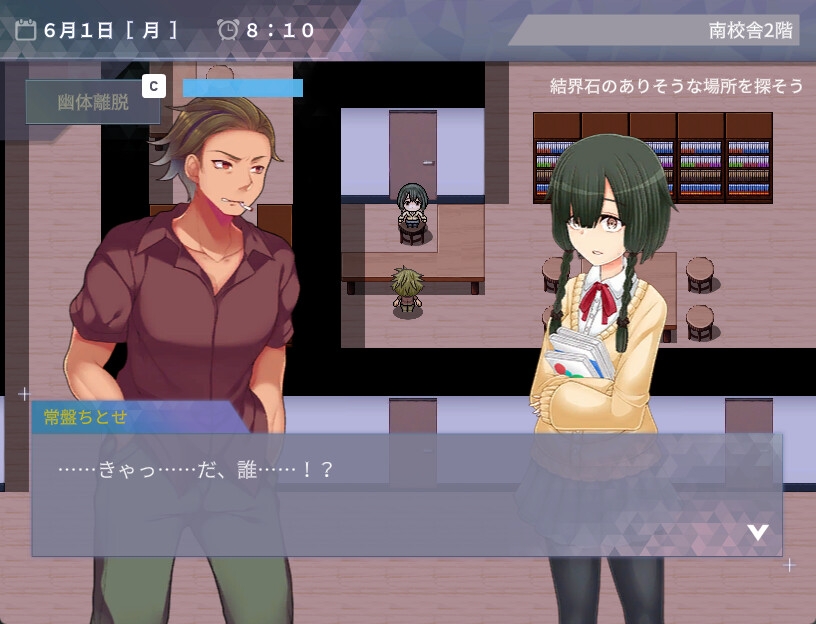 6月1日 [ 月 ] 8:10
南校舎2階
C
幽体離脱
結界石のありそうな場所を探そう
常盤ちとせ
……きゃっ……だ、誰……！？